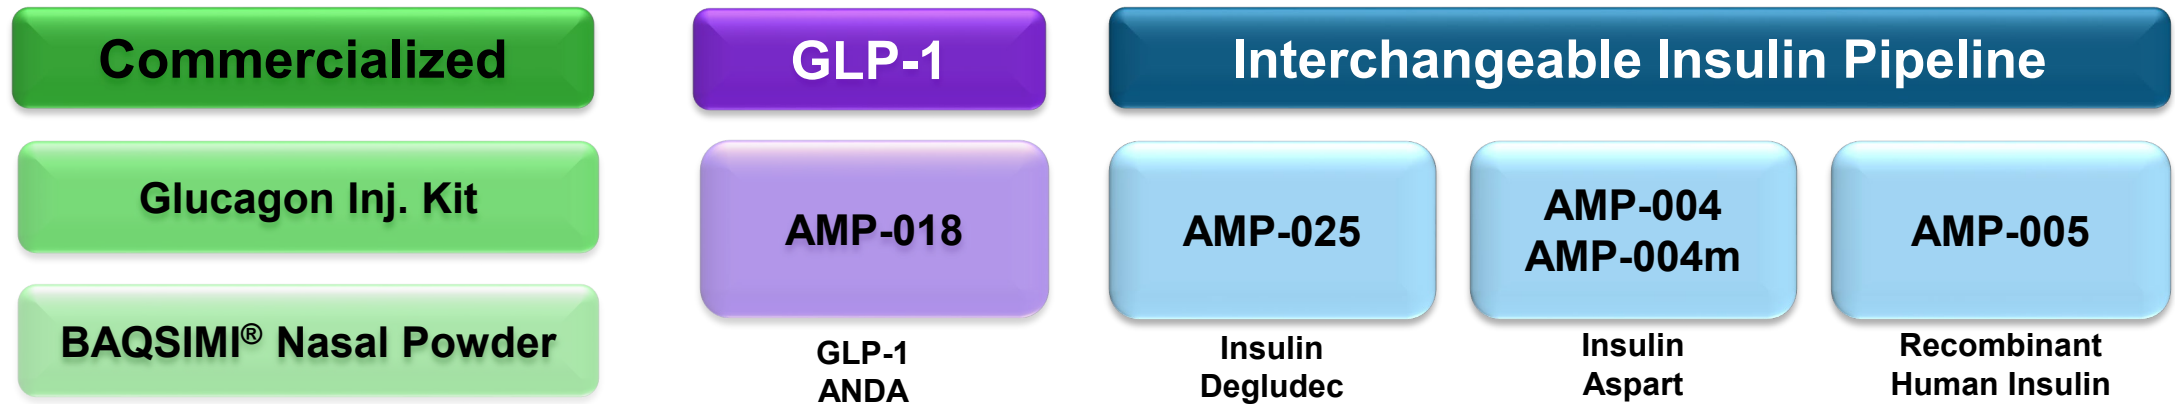 Commercialized
Glucagon Inj. Kit
BAQSIMI® Nasal Powder
GLP-1
AMP-018
GLP-1
ANDA
Interchangeable Insulin Pipeline
AMP-025
Insulin
Degludec
AMP-004
AMP-004m
Insulin
Aspart
AMP-005
Recombinant
Human Insulin